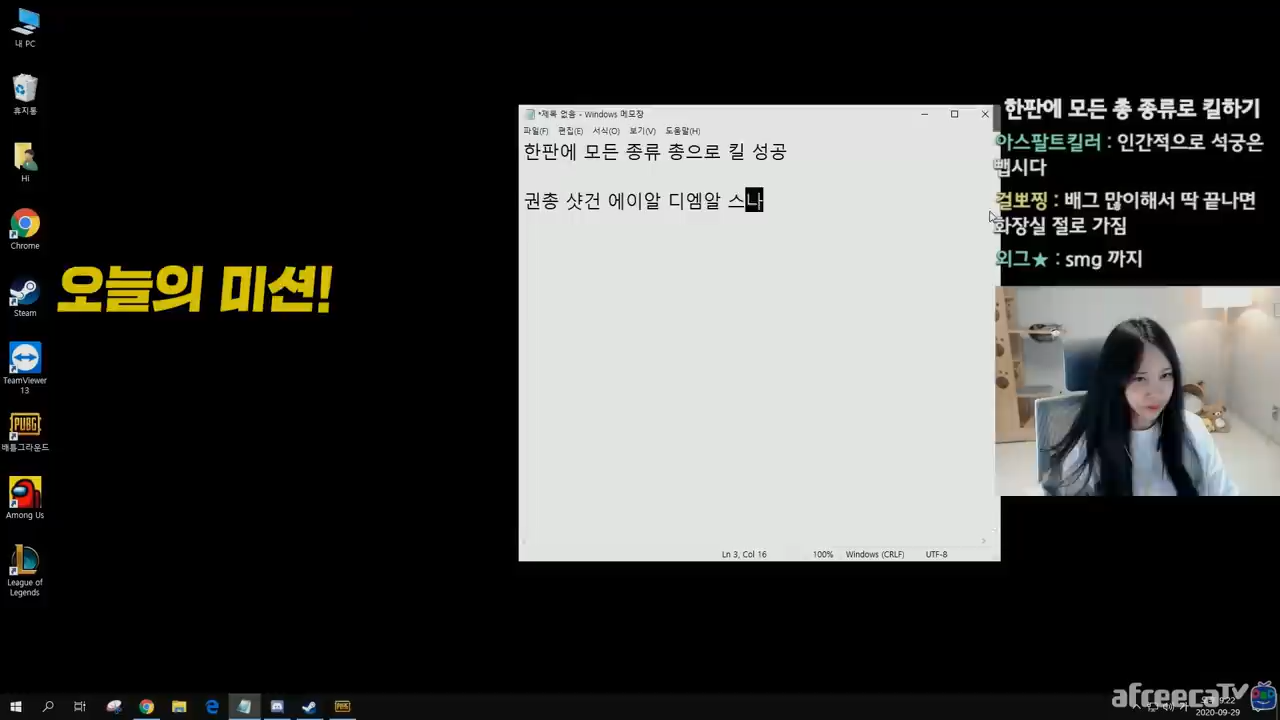 내 PC
휴지통
Hi
Chrome
Steam
TeamViewer
13
배틀그라운드
Among Us
League of
Legends
PUBG
오늘의 미션!
*제목 없음 - Windows 메모장
파일(F) 편집(E) 서식(O) 보기(V) 도움말(H)
한판에 모든 종류 총으로 킬 성공
권총 샷건 에이알 디엠알 스나
Ln 3, Col 16
100%
Windows (CRLF)
UTF-8
한판에 모든 총 종류로 킬하기
아스팔트킬러 : 인간적으로 석궁은
뺍시다
걸뽀찡 : 배그 많이해서 딱 끝나면
화장실 절로 가짐
외그★ : smg 까지
afreecaTV
2020-09-29